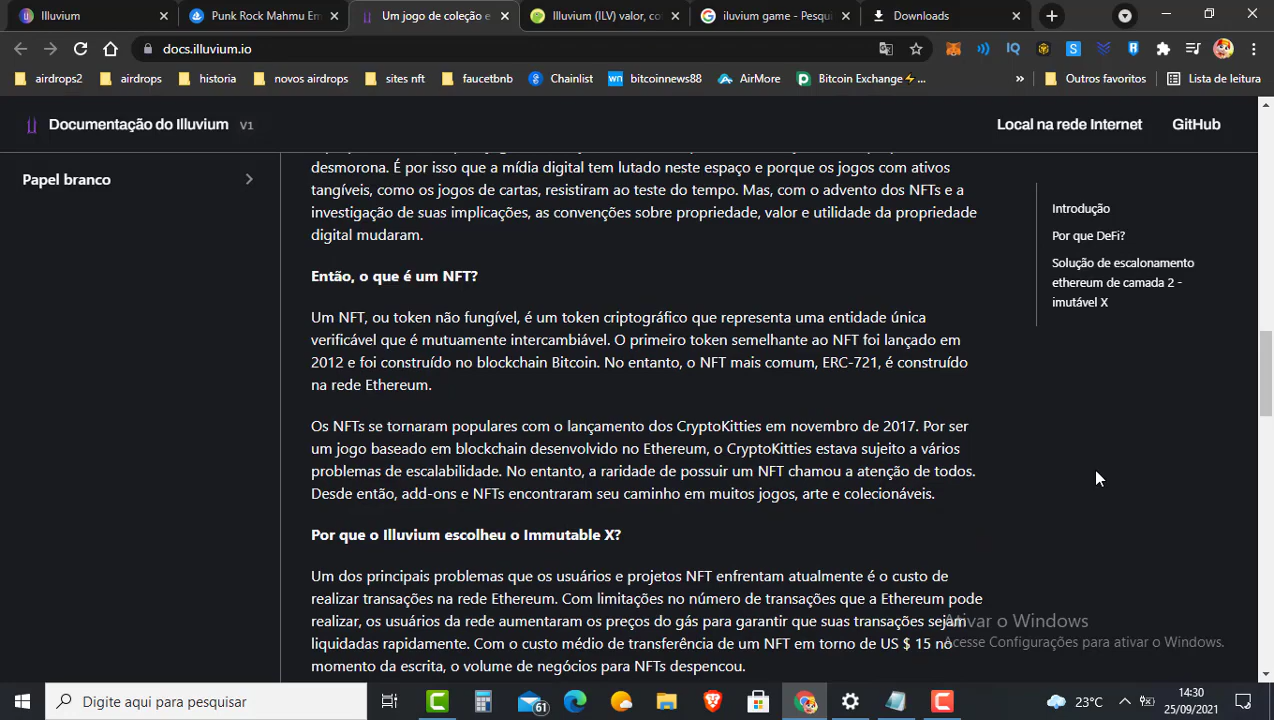 Illuvium
Punk Rock Mahmu Em
Um jogo de coleção e
Illuvium (ILV) valor, co
iluvium game - Pesqui
Downloads
docs.illuvium.io
airdrops2
airdrops
historia
novos airdrops
sites nft
faucetbnb
Chainlist
bitcoinnews88
AirMore
Bitcoin Exchange⚡...
»
Outros favoritos
Lista de leitura
Documentação do Illuvium V1
Local na rede Internet
GitHub
Papel branco
desmorona. É por isso que a mídia digital tem lutado neste espaço e porque os jogos com ativos
tangíveis, como os jogos de cartas, resistiram ao teste do tempo. Mas, com o advento dos NFTs e a
investigação de suas implicações, as convenções sobre propriedade, valor e utilidade da propriedade
digital mudaram.
Então, o que é um NFT?
Um NFT, ou token não fungível, é um token criptográfico que representa uma entidade única
verificável que é mutuamente intercambiável. O primeiro token semelhante ao NFT foi lançado em
2012 e foi construído no blockchain Bitcoin. No entanto, o NFT mais comum, ERC-721, é construído
na rede Ethereum.
Os NFTs se tornaram populares com o lançamento dos CryptoKitties em novembro de 2017. Por ser
um jogo baseado em blockchain desenvolvido no Ethereum, o CryptoKitties estava sujeito a vários
problemas de escalabilidade. No entanto, a raridade de possuir um NFT chamou a atenção de todos.
Desde então, add-ons e NFTs encontraram seu caminho em muitos jogos, arte e colecionáveis.
Por que o Illuvium escolheu o Immutable X?
Um dos principais problemas que os usuários e projetos NFT enfrentam atualmente é o custo de
realizar transações na rede Ethereum. Com limitações no número de transações que a Ethereum pode
realizar, os usuários da rede aumentaram os preços do gás para garantir que suas transações sejam
liquidadas rapidamente. Com o custo médio de transferência de um NFT em torno de US $ 15 no
momento da escrita, o volume de negócios para NFTs despencou.
Introdução
Por que DeFi?
Solução de escalonamento
ethereum de camada 2 -
imutável X
Ativar o Windows
Acesse Configurações para ativar o Windows.
Digite aqui para pesquisar
61
23°C
14:30
25/09/2021